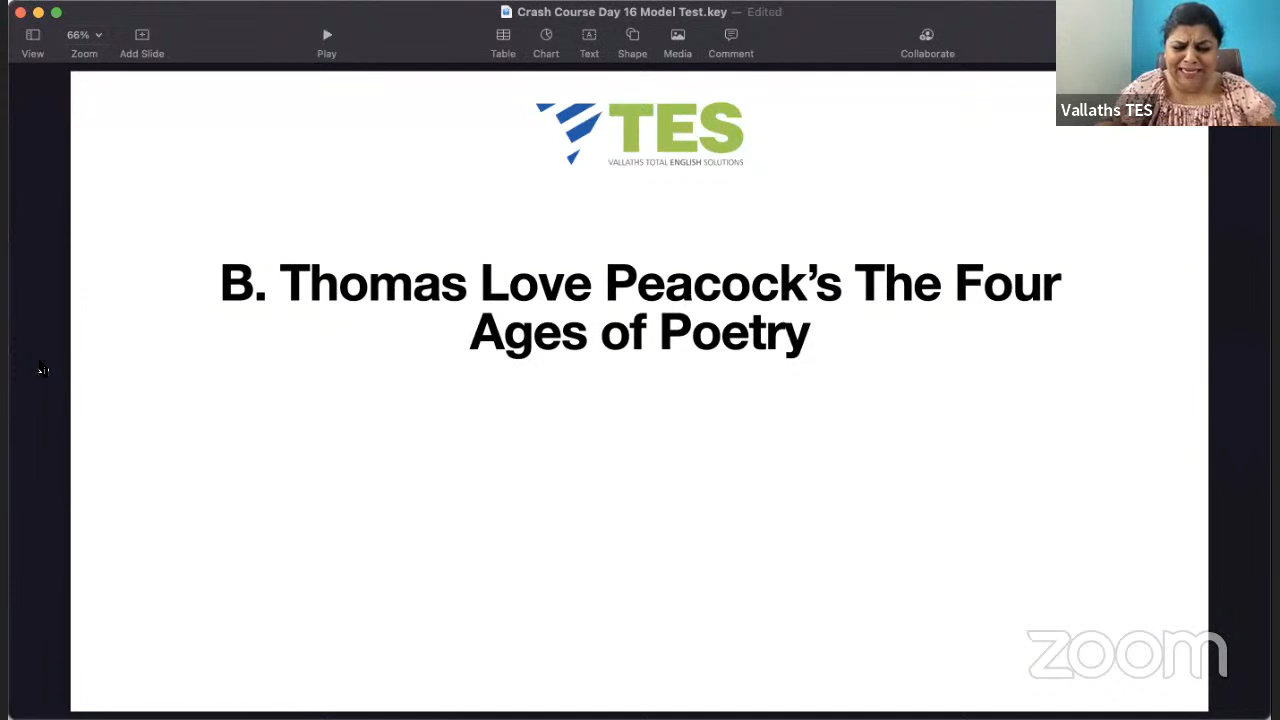 Crash Course Day 16 Model Test.key — Edited
66%
View
Zoom
Add Slide
Play
Table
Chart
Text
Shape
Media
Comment
Collaborate
Vallaths TES
TES
VALLATHS TOTAL ENGLISH SOLUTIONS
B. Thomas Love Peacock’s The Four
Ages of Poetry
zoom